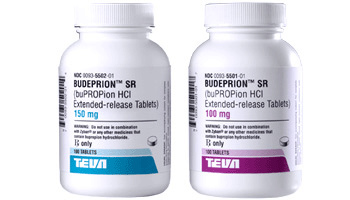 NDC 0093-5502-01
BUDEPRION™ SR
(buPROPion HCl
Extended-release Tablets)
150 mg
WARNING: Do not use in combination
with Zyban® or any other medicines that
contain bupropion hydrochloride.
℞ only
100 TABLETS
TEVA
NDC 0093-5501-01
BUDEPRION™ SR
(buPROPion HCl
Extended-release Tablets)
100 mg
WARNING: Do not use in combination
with Zyban® or any other medicines that
contain bupropion hydrochloride.
℞ only
100 TABLETS
TEVA